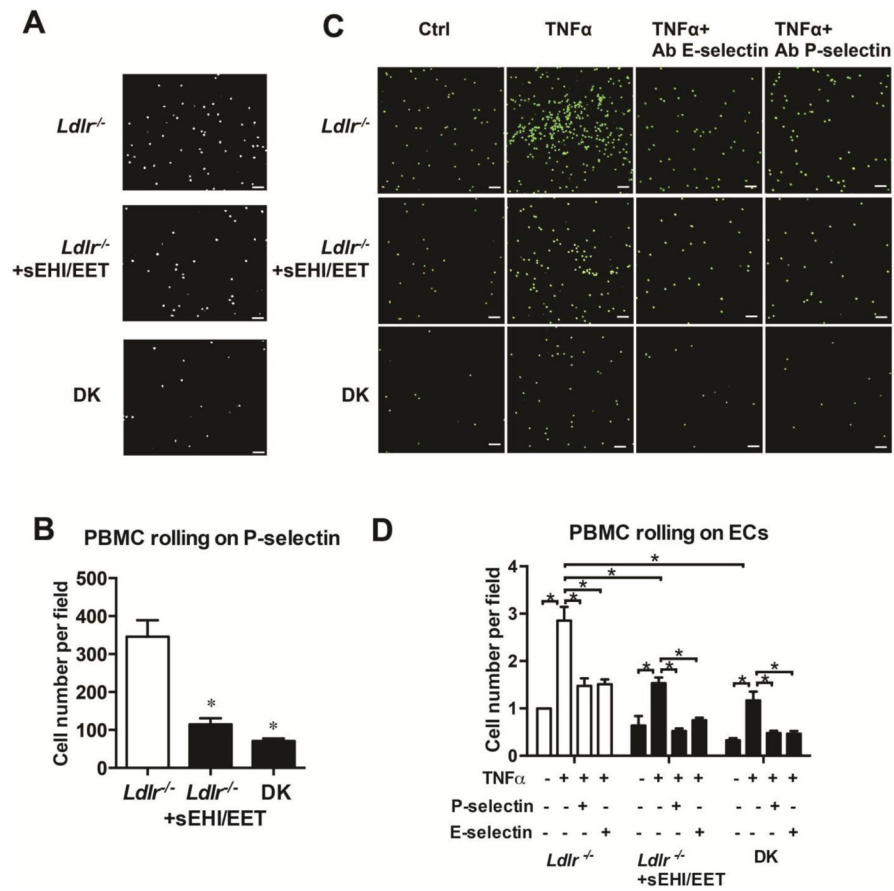 A
Ldlr-/-
Ldlr-/-
+sEHI/EET
DK
C
Ctrl
TNFα
TNFα+
Ab E-selectin
TNFα+
Ab P-selectin
Ldlr-/-
Ldlr-/-
+sEHI/EET
DK
B
PBMC rolling on P-selectin
Cell number per field
500
400
300
200
100
0
*
*
Ldlr-/-
Ldlr-/-
+sEHI/EET
DK
D
PBMC rolling on ECs
Cell number per field
4
3
2
1
0
*
*
*
* *
*
* *
*
* *
TNFα - + + + - + + + - + + +
P-selectin - - + - - - + - - - + -
E-selectin - - - + - - - + - - - +
Ldlr -/-
Ldlr -/-
+sEHI/EET
DK